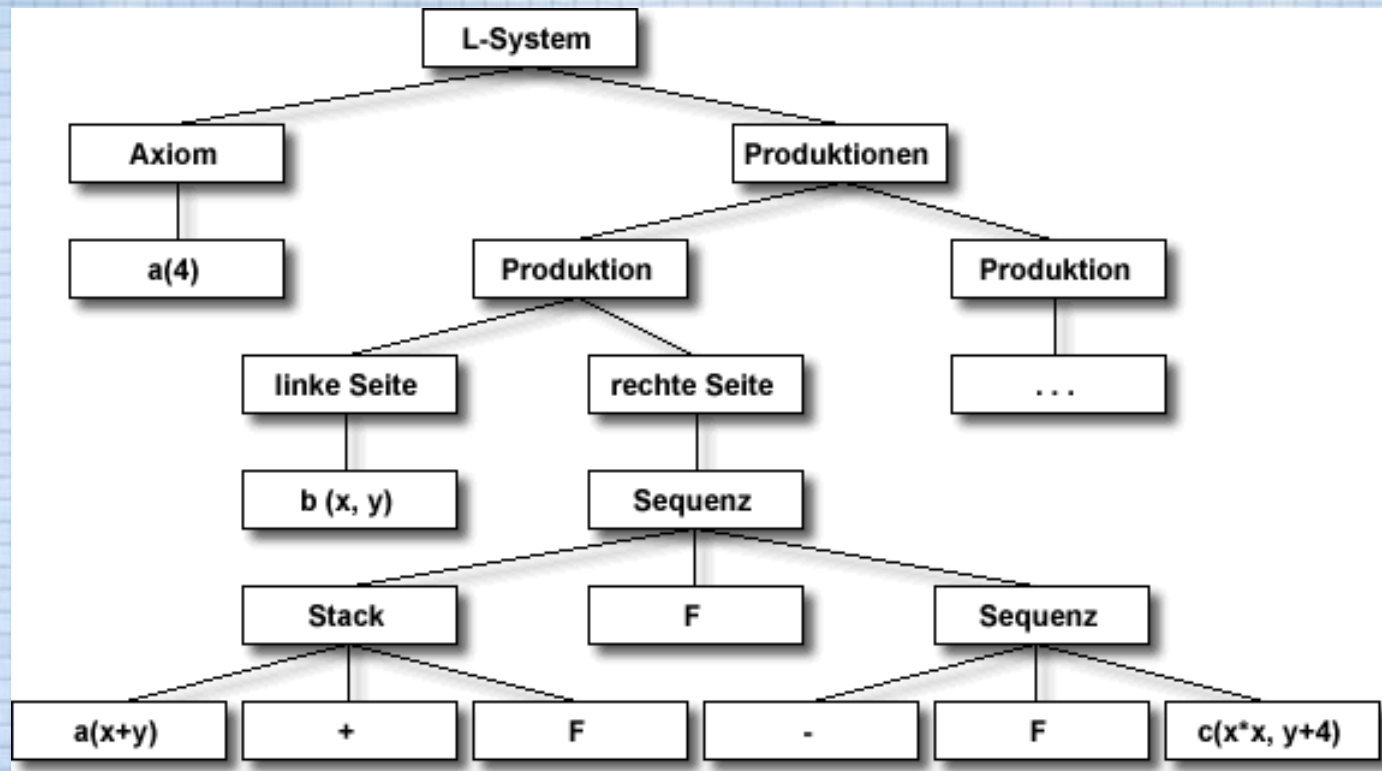 L-System
Axiom
Produktionen
a(4)
Produktion
Produktion
linke Seite
rechte Seite
. . .
b (x, y)
Sequenz
Stack
F
Sequenz
a(x+y)
+
F
-
F
c(x*x, y+4)